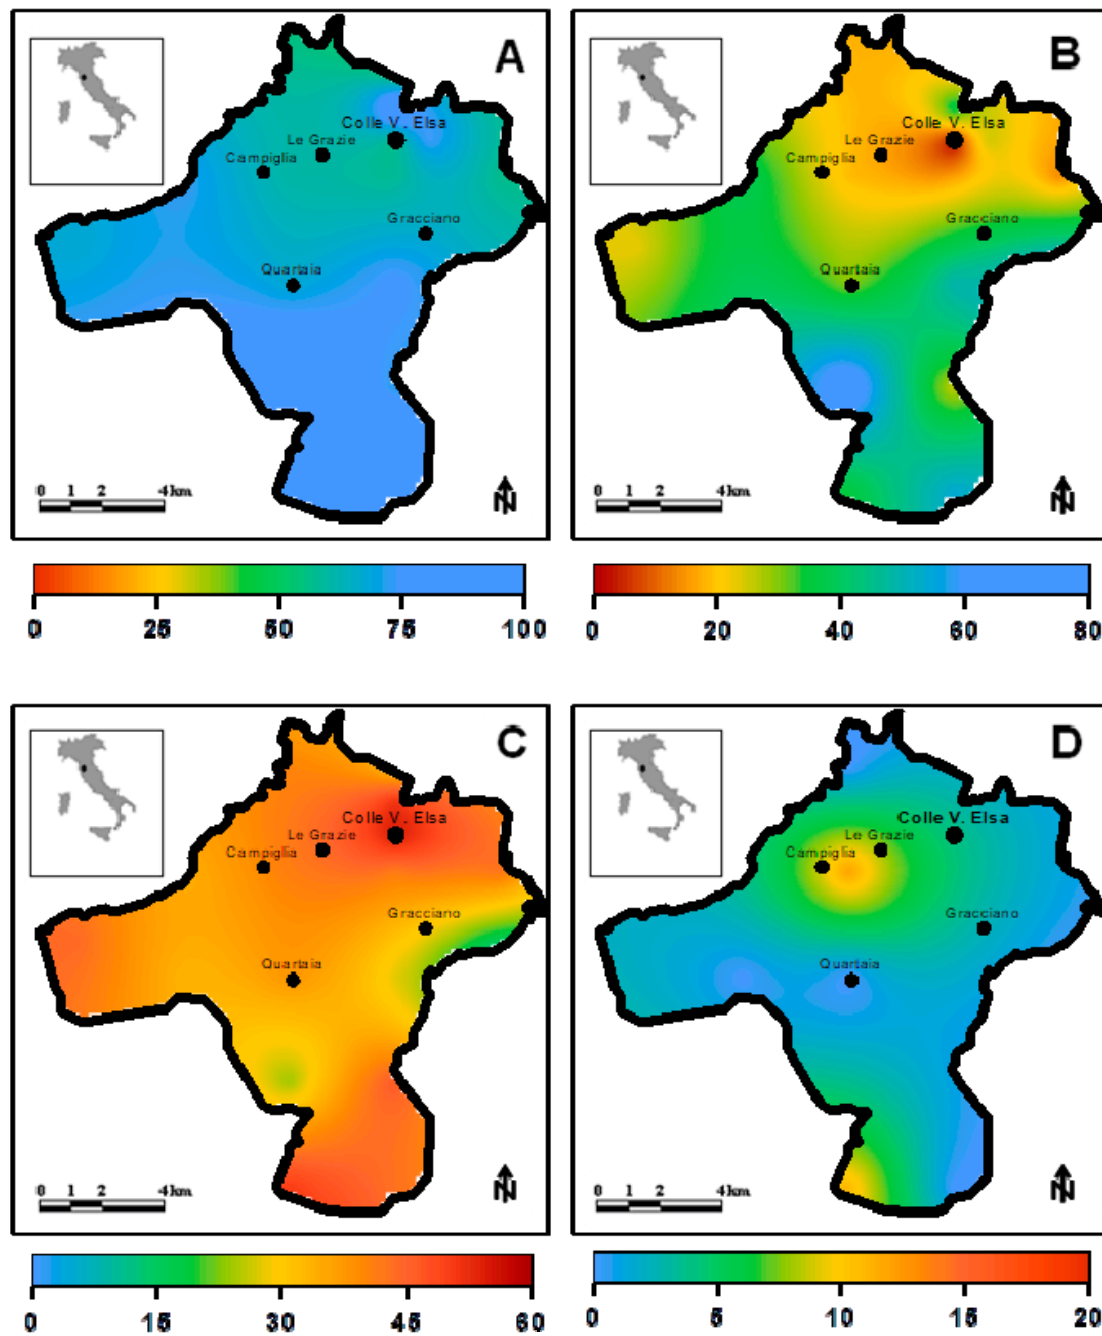 A
Colle V. Elsa
Le Grazie
Campiglia
Gracciano
Quartaia
0 1 2 4 km
N
0 25 50 75 100
B
Colle V. Elsa
Le Grazie
Campiglia
Gracciano
Quartaia
0 1 2 4 km
N
0 20 40 60 80
C
Colle V. Elsa
Le Grazie
Campiglia
Gracciano
Quartaia
0 1 2 4 km
N
0 15 30 45 60
D
Colle V. Elsa
Le Grazie
Campiglia
Gracciano
Quartaia
0 1 2 4 km
N
0 5 10 15 20